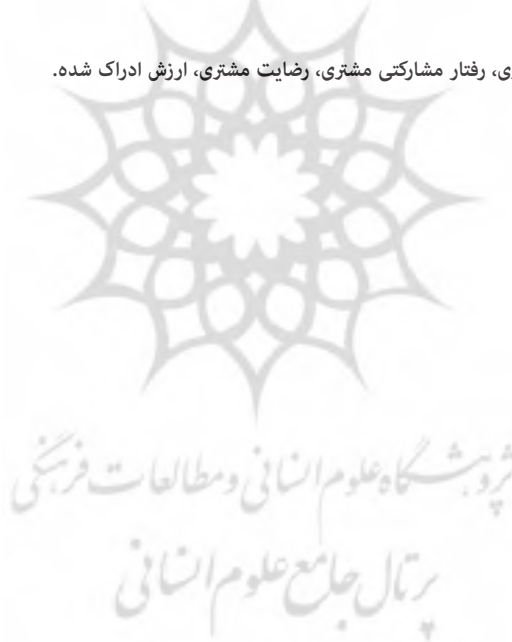 ی، رفتار مشارکتی مشتری، رضایت مشتری، ارزش ادراک شده.
پژوهشگاه علوم انسانی و مطالعات فرهنگی
پرتال جامع علوم انسانی